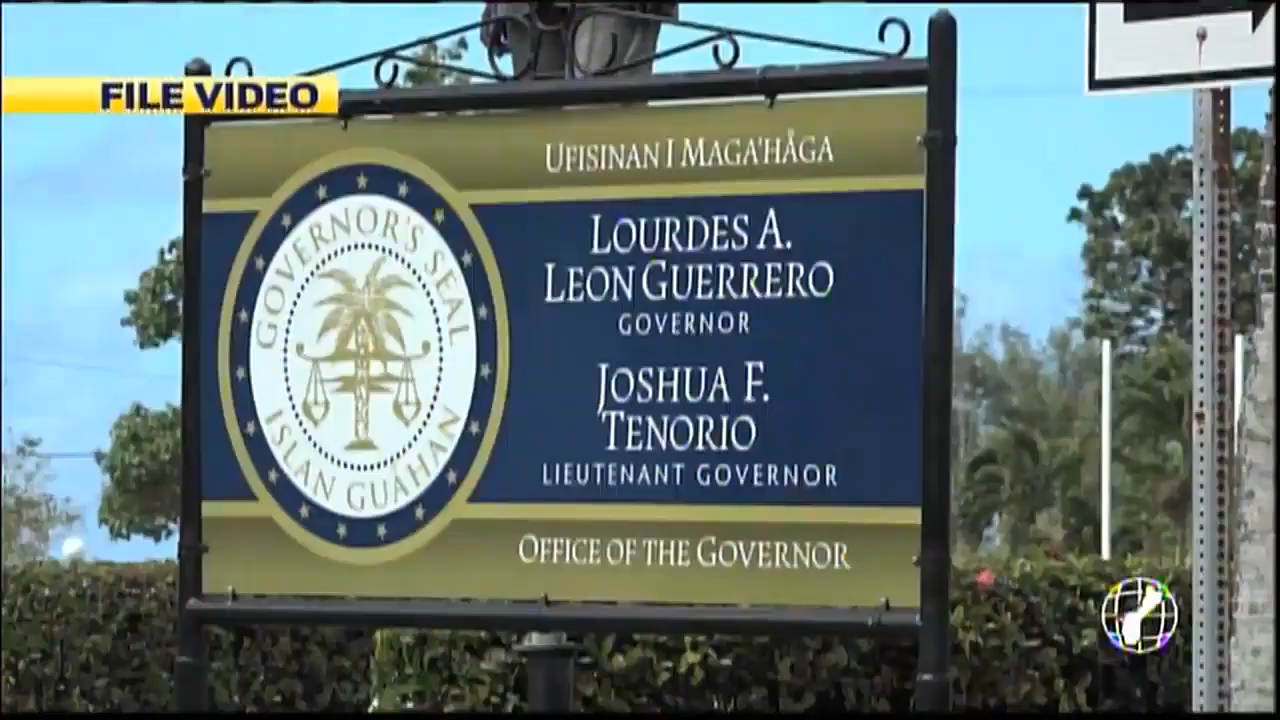 FILE VIDEO
UFISINAN I MAGA'HÅGA
LOURDES A.
LEON GUERRERO
GOVERNOR
JOSHUA F.
TENORIO
LIEUTENANT GOVERNOR
OFFICE OF THE GOVERNOR
GOVERNOR'S SEAL
ISLAN GUÅHAN